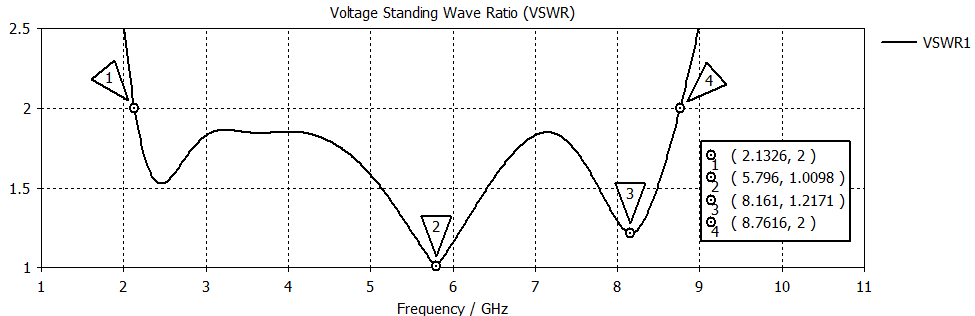 Voltage Standing Wave Ratio (VSWR)
2.5
2
1.5
1
1 2 3 4 5 6 7 8 9 10 11
Frequency / GHz
VSWR1
1
2
3
4
1 ( 2.1326, 2 )
2 ( 5.796, 1.0098 )
3 ( 8.161, 1.2171 )
4 ( 8.7616, 2 )